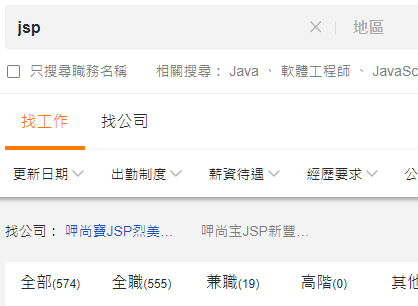 jsp 地區
只搜尋職務名稱 相關搜尋： Java 、 軟體工程師 、 JavaSc
找工作 找公司
更新日期 出勤制度 薪資待遇 經歷要求 公
找公司： 呷尚寶JSP烈美... 呷尚宝JSP新豐...
全部(574) 全職(555) 兼職(19) 高階(0) 其他